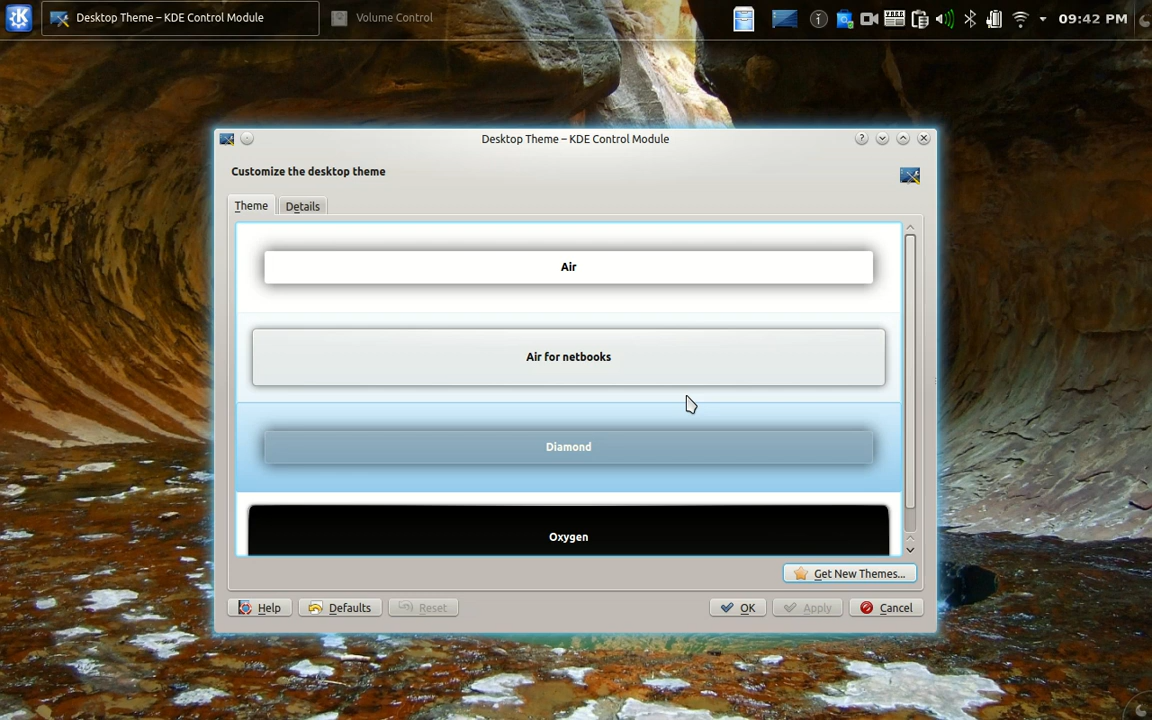 Desktop Theme – KDE Control Module
Volume Control
09:42 PM
Desktop Theme – KDE Control Module
Customize the desktop theme
Theme
Details
Air
Air for netbooks
Diamond
Oxygen
Get New Themes...
Help
Defaults
Reset
OK
Apply
Cancel